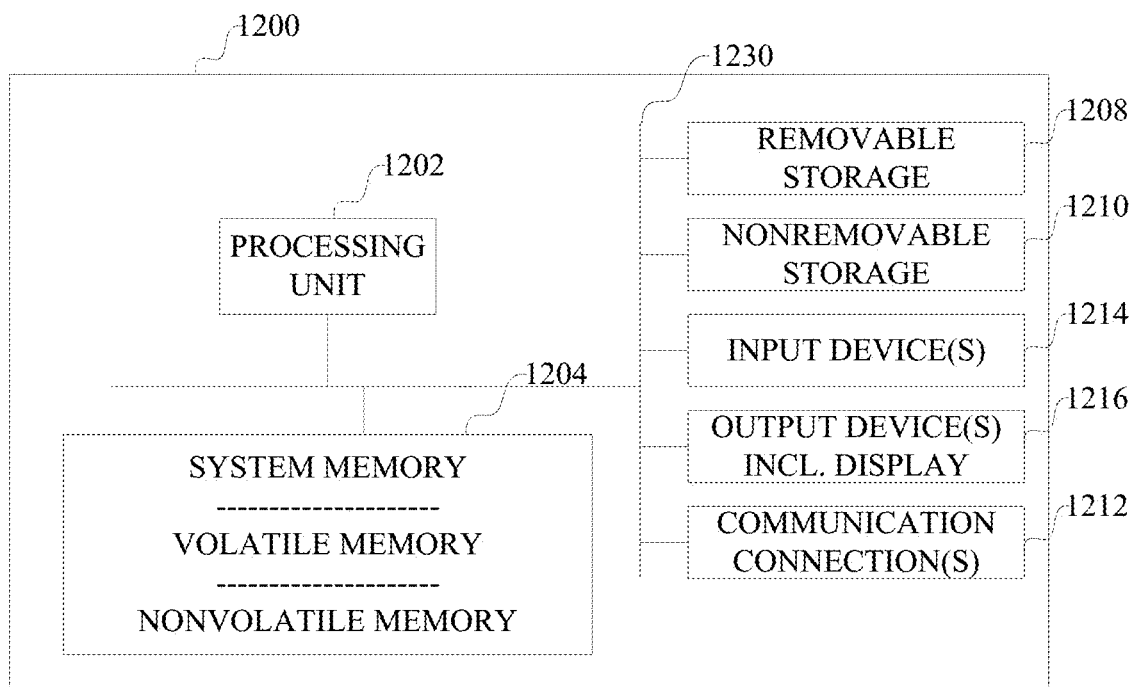 1200
1230
1208
REMOVABLE
STORAGE
1202
1210
PROCESSING
UNIT
NONREMOVABLE
STORAGE
1214
INPUT DEVICE(S)
1204
1216
OUTPUT DEVICE(S)
INCL. DISPLAY
SYSTEM MEMORY
VOLATILE MEMORY
NONVOLATILE MEMORY
1212
COMMUNICATION
CONNECTION(S)